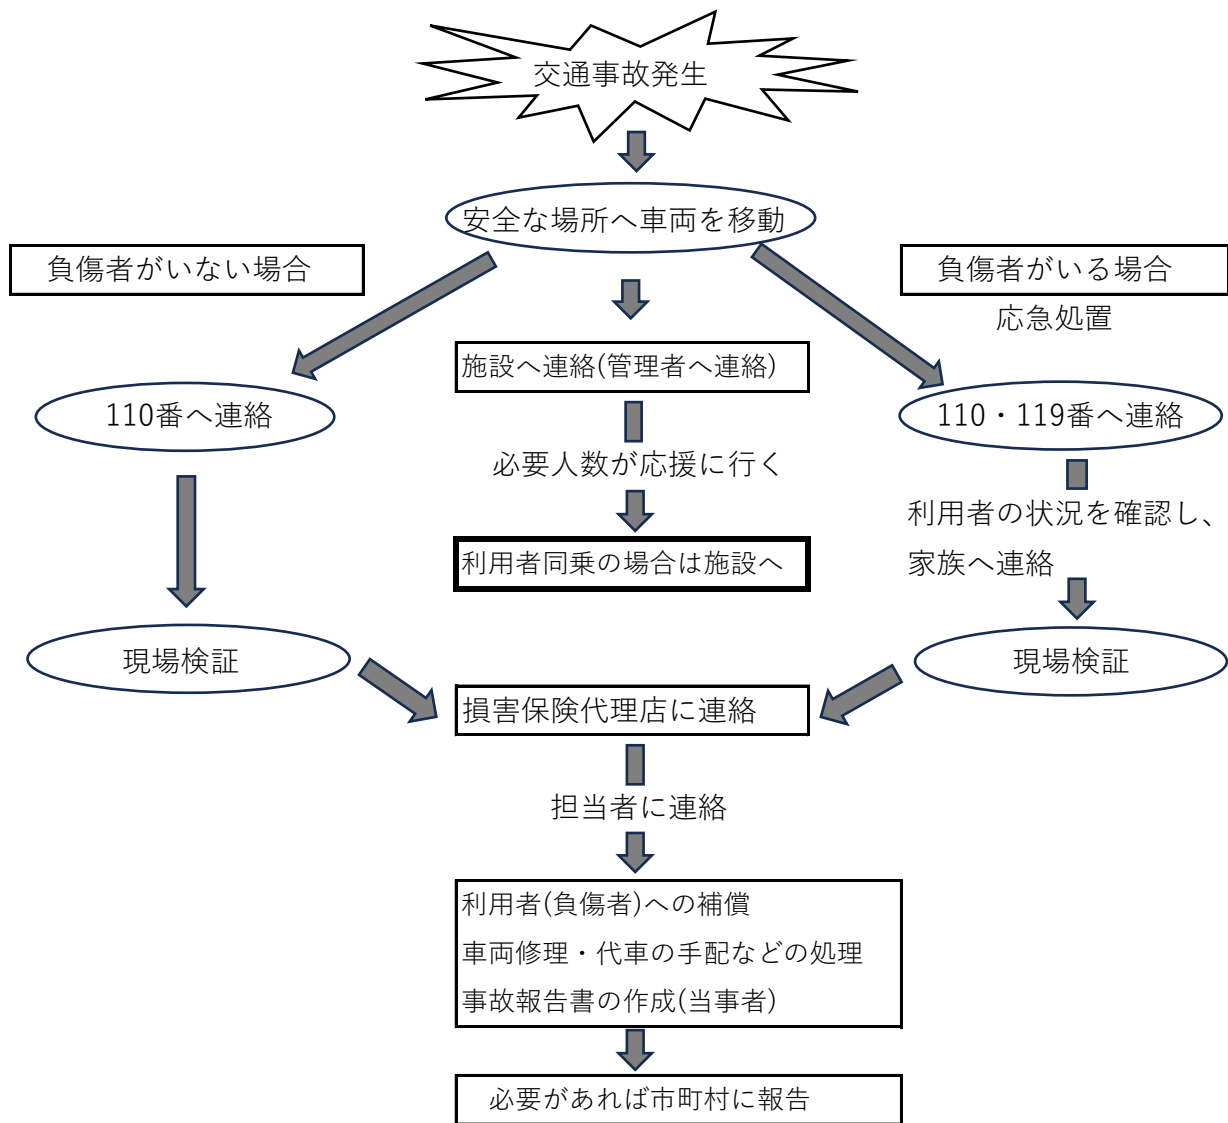 交通事故発生
安全な場所へ車両を移動
負傷者がいない場合
負傷者がいる場合
応急処置
施設へ連絡(管理者へ連絡)
110番へ連絡
110・119番へ連絡
必要人数が応援に行く
利用者の状況を確認し、
家族へ連絡
利用者同乗の場合は施設へ
現場検証
現場検証
損害保険代理店に連絡
担当者に連絡
利用者(負傷者)への補償
車両修理・代車の手配などの処理
事故報告書の作成(当事者)
必要があれば市町村に報告